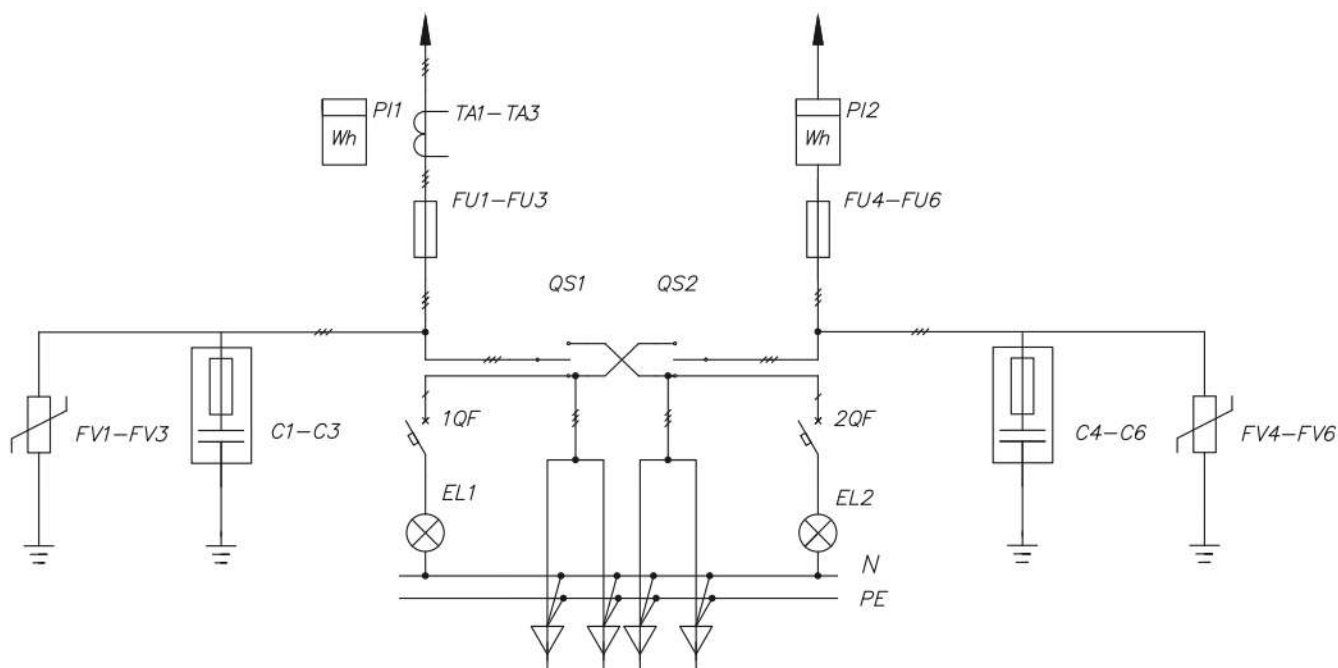 PI1 TA1-TA3 PI2
Wh Wh
FU1-FU3 FU4-FU6
QS1 QS2
1QF 2QF
FV1-FV3 C1-C3 C4-C6 FV4-FV6
EL1 EL2
N
PE